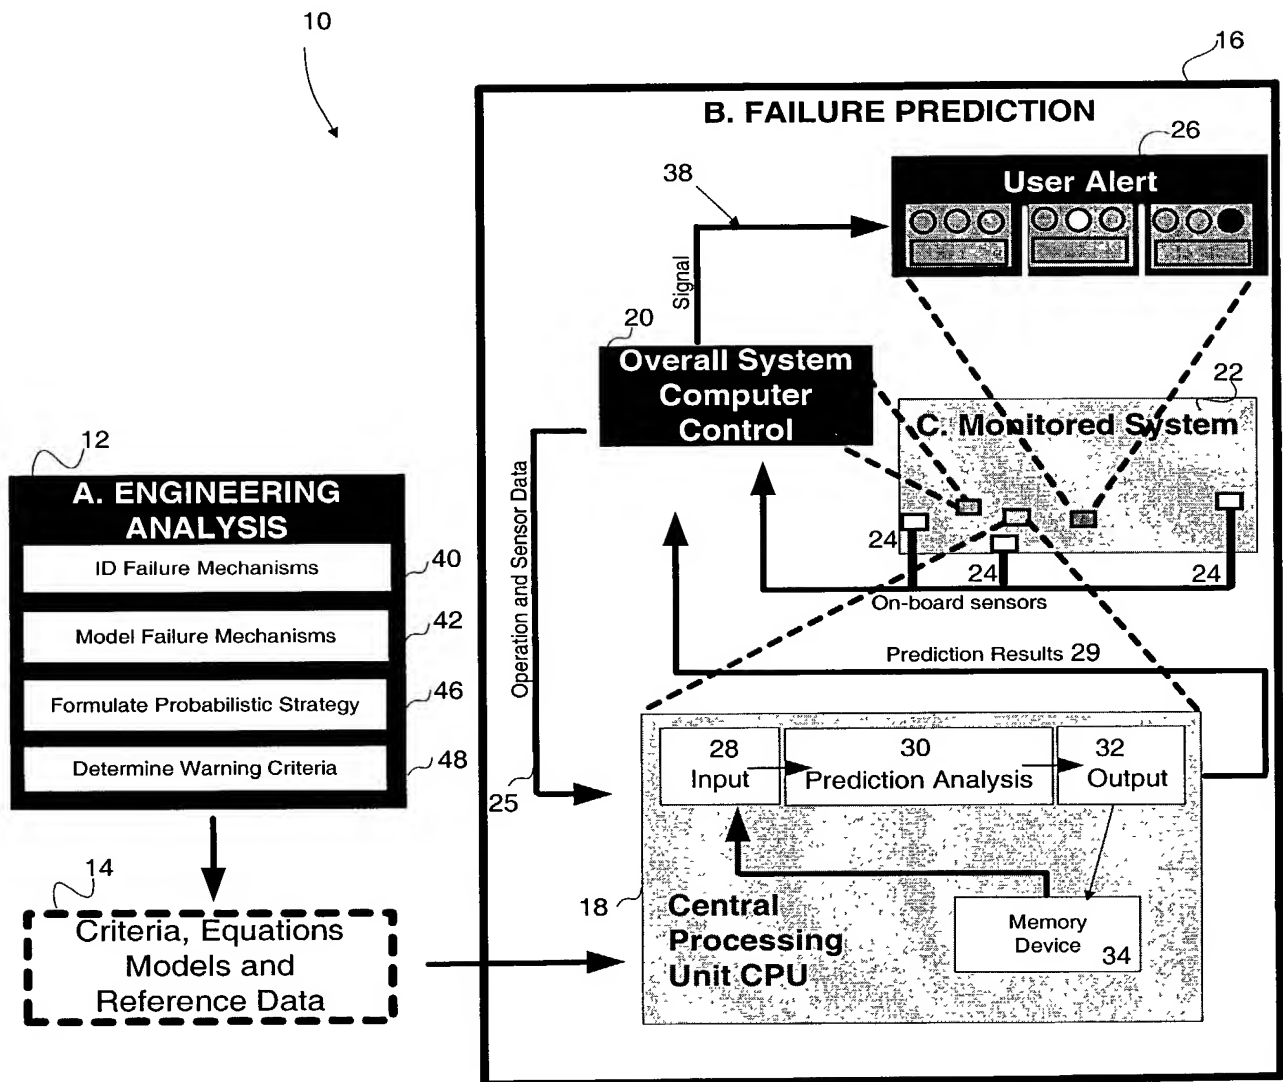 10
16
B. FAILURE PREDICTION
26
38
User Alert
Signal
20
Overall System
Computer
Control
22
C. Monitored System
12
A. ENGINEERING
ANALYSIS
ID Failure Mechanisms
40
Model Failure Mechanisms
42
Formulate Probabilistic Strategy
46
Determine Warning Criteria
48
Operation and Sensor Data
24
24
24
On-board sensors
Prediction Results 29
25
28
Input
30
Prediction Analysis
32
Output
14
Criteria, Equations
Models and
Reference Data
18
Central
Processing
Unit CPU
Memory
Device
34